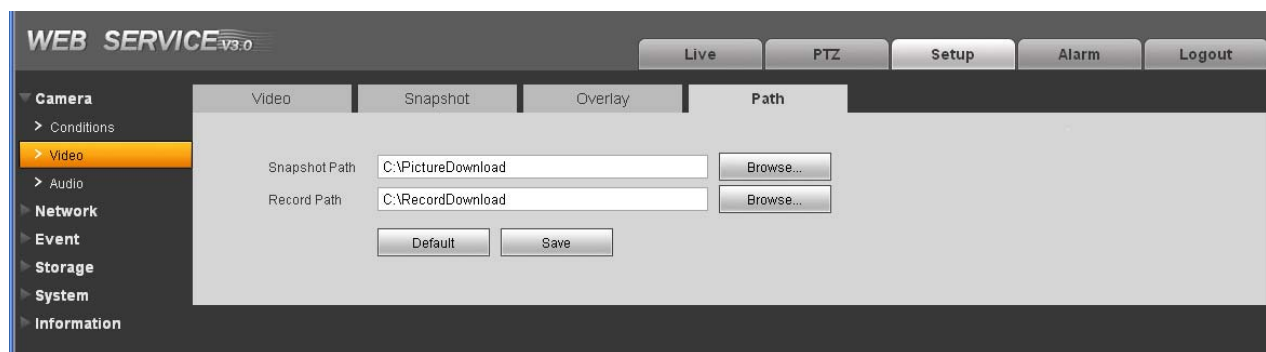 WEB SERVICE V3.0
Live PTZ Setup Alarm Logout
Camera
> Conditions
> Video
> Audio
Network
Event
Storage
System
Information
Video Snapshot Overlay Path
Snapshot Path C:\PictureDownload Browse...
Record Path C:\RecordDownload Browse...
Default Save